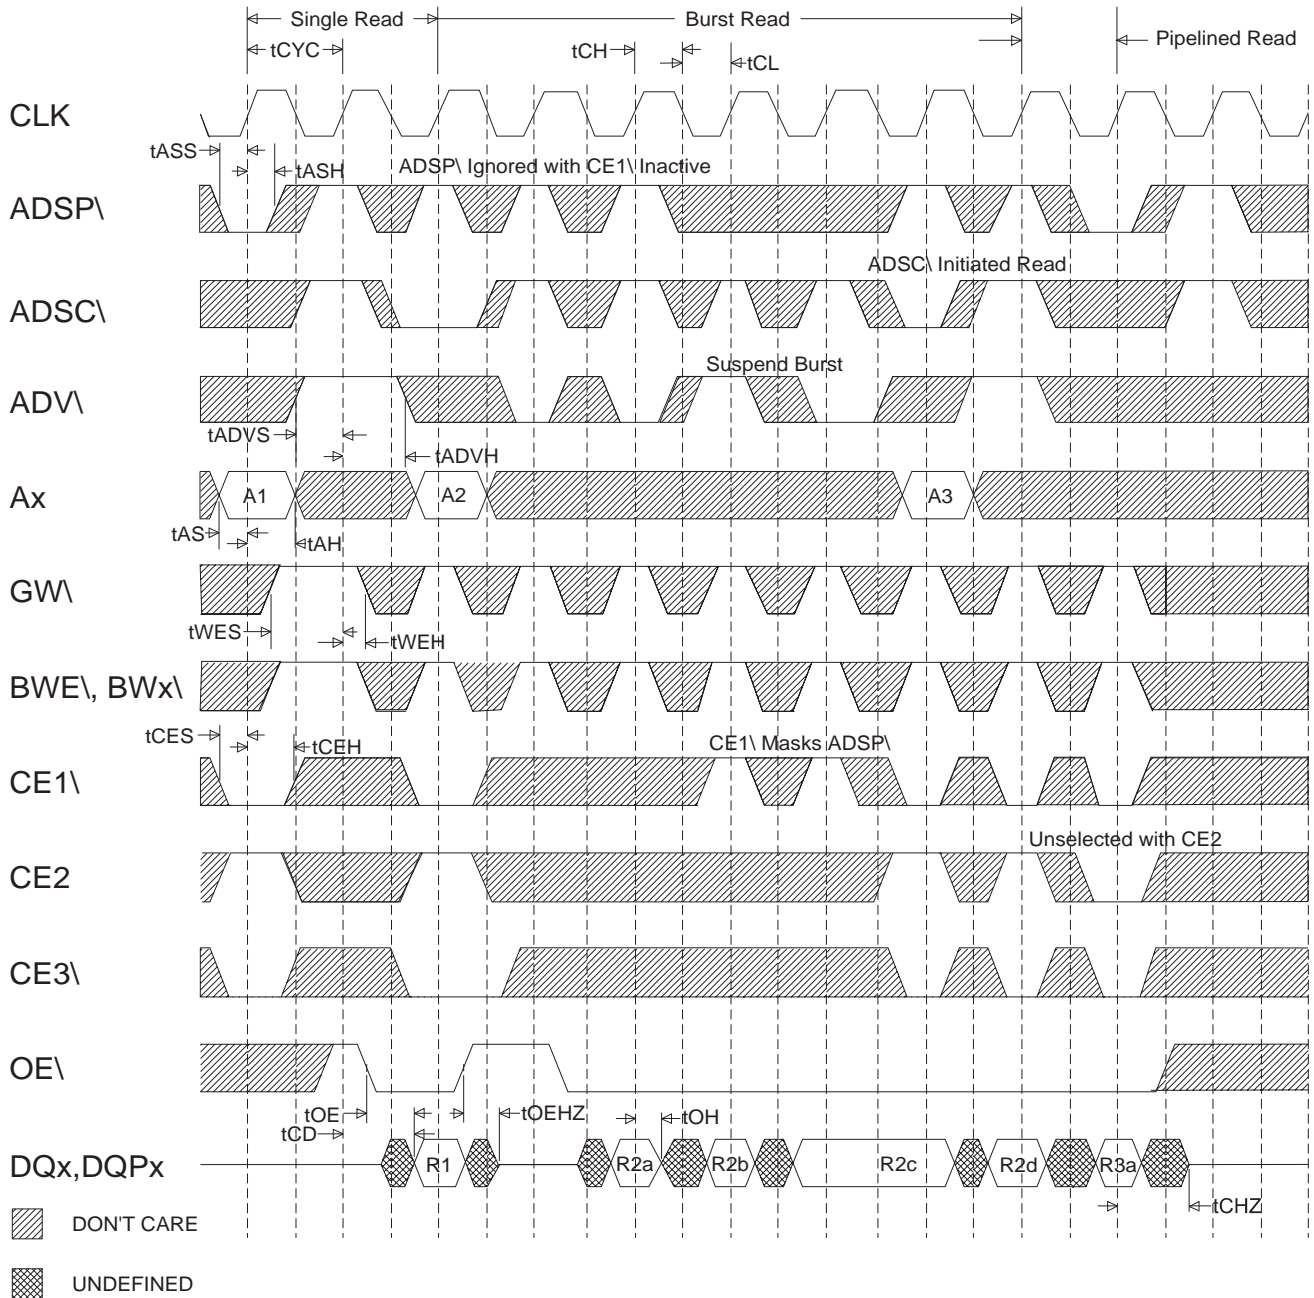 Single Read
Burst Read
Pipelined Read
tCYC
tCH
tCL
CLK
tASS
tASH
ADSP\ Ignored with CE1\ Inactive
ADSP\
ADSC\ Initiated Read
ADSC\
Suspend Burst
ADV\
tADVS
tADVH
Ax
A1
A2
A3
tAS
tAH
GW\
tWES
tWEH
BWE\, BWx\
tCES
tCEH
CE1\ Masks ADSP\
CE1\
Unselected with CE2
CE2
CE3\
OE\
tOE
tOEHZ
tOH
tCD
DQx,DQPx
R1
R2a
R2b
R2c
R2d
R3a
tCHZ
DON'T CARE
UNDEFINED